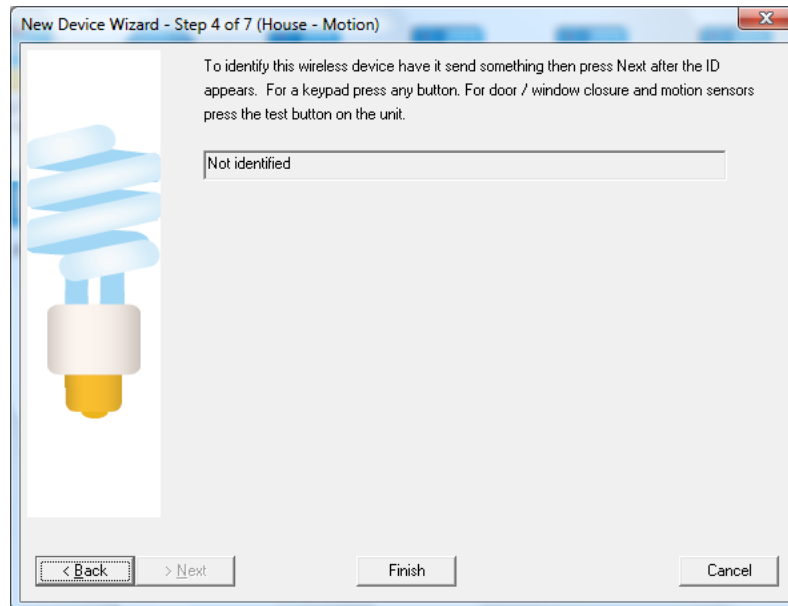 New Device Wizard - Step 4 of 7 (House - Motion)
To identify this wireless device have it send something then press Next after the ID
appears.  For a keypad press any button. For door / window closure and motion sensors
press the test button on the unit.
Not identified
< Back
> Next
Finish
Cancel